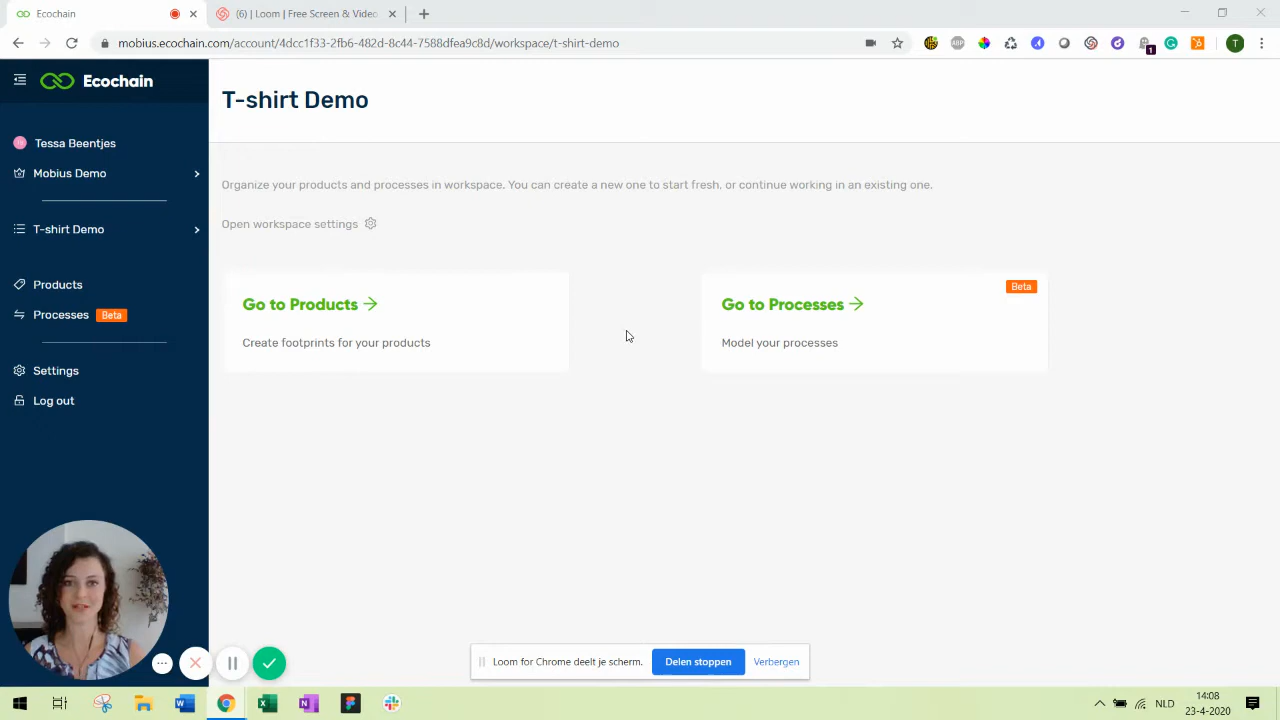 Ecochain
(6) | Loom | Free Screen & Video
mobius.ecochain.com/account/4dcc1f33-2fb6-482d-8c44-7588dfea9c8d/workspace/t-shirt-demo
ABP
1
T
Ecochain
T-shirt Demo
Tessa Beentjes
Mobius Demo
Organize your products and processes in workspace. You can create a new one to start fresh, or continue working in an existing one.
T-shirt Demo
Open workspace settings
Products
Processes Beta
Go to Products
Create footprints for your products
Beta
Go to Processes
Model your processes
Settings
Log out
Loom for Chrome deelt je scherm.
Delen stoppen
Verbergen
NLD
14:08
23-4-2020